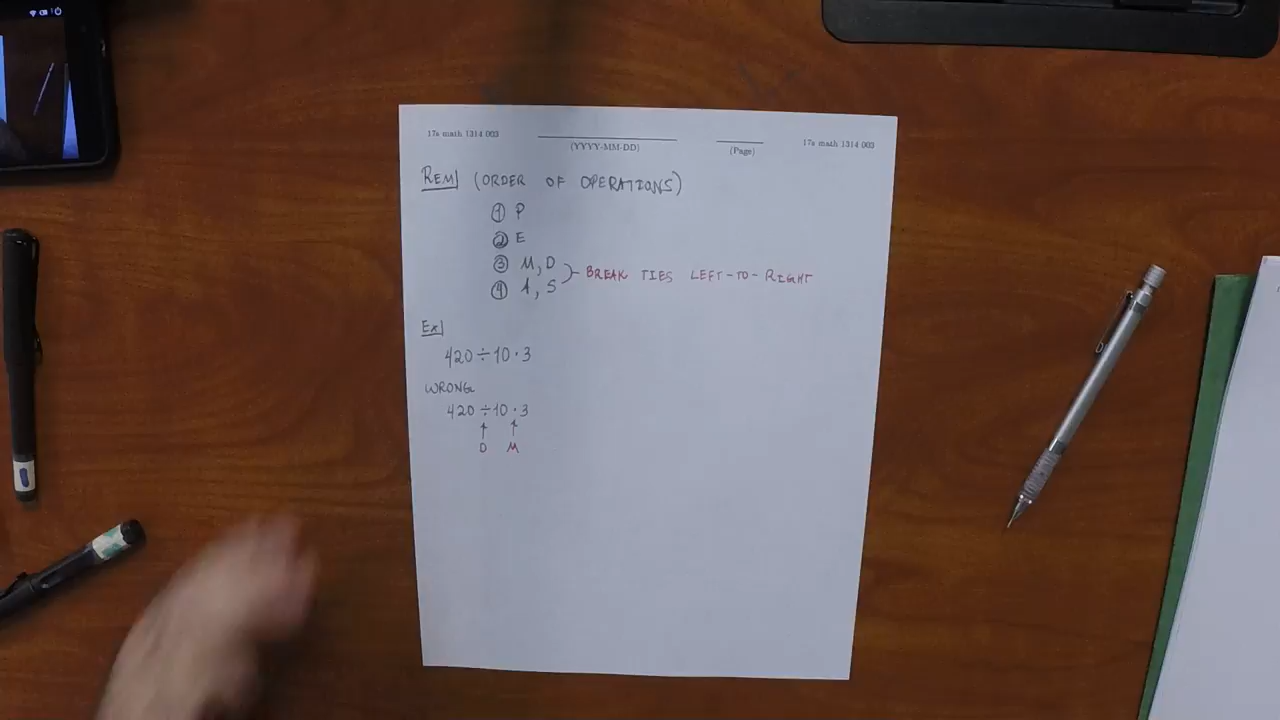 17s math 1314 003 (YYYY-MM-DD) (Page) 17s math 1314 003
REM (ORDER OF OPERATIONS)
① P
② E
③ M, D
④ A, S
BREAK TIES LEFT-TO-RIGHT
Ex
420 ÷ 10 · 3
WRONG
420 ÷ 10 · 3
↑ ↑
D M